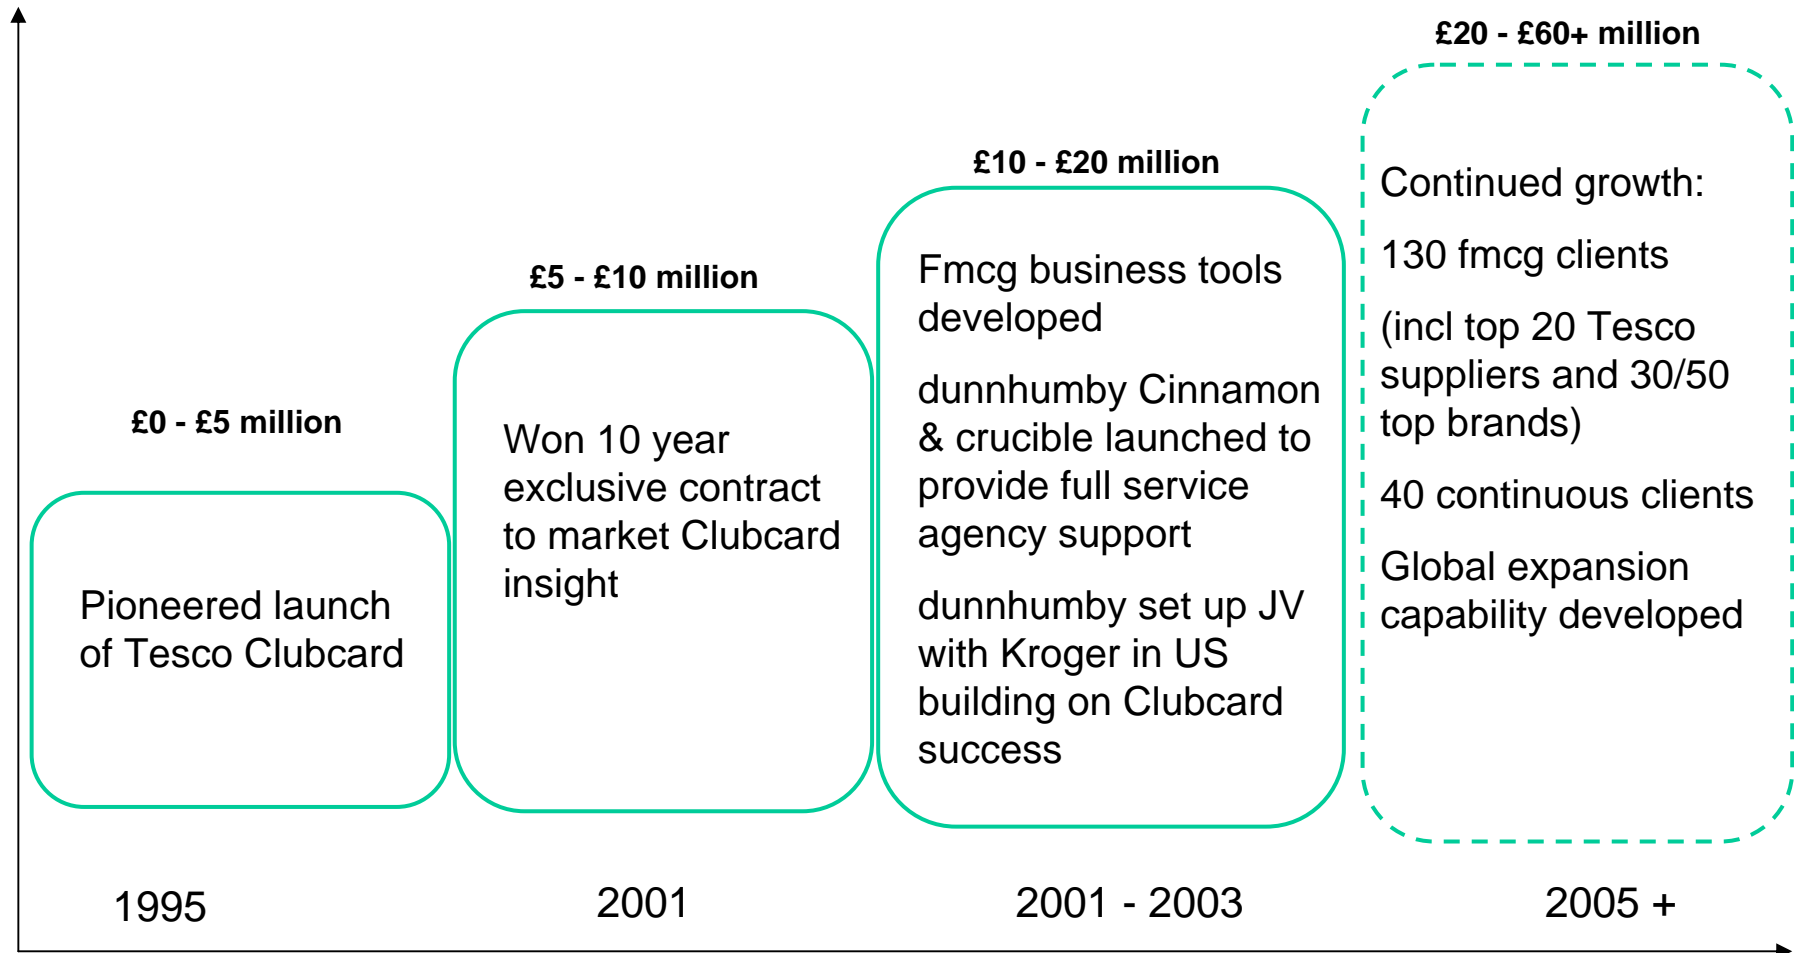 £0 - £5 million
Pioneered launch
of Tesco Clubcard
1995
£5 - £10 million
Won 10 year
exclusive contract
to market Clubcard
insight
2001
£10 - £20 million
Fmcg business tools
developed
dunnhumby Cinnamon
& crucible launched to
provide full service
agency support
dunnhumby set up JV
with Kroger in US
building on Clubcard
success
2001 - 2003
£20 - £60+ million
Continued growth:
130 fmcg clients
(incl top 20 Tesco
suppliers and 30/50
top brands)
40 continuous clients
Global expansion
capability developed
2005 +